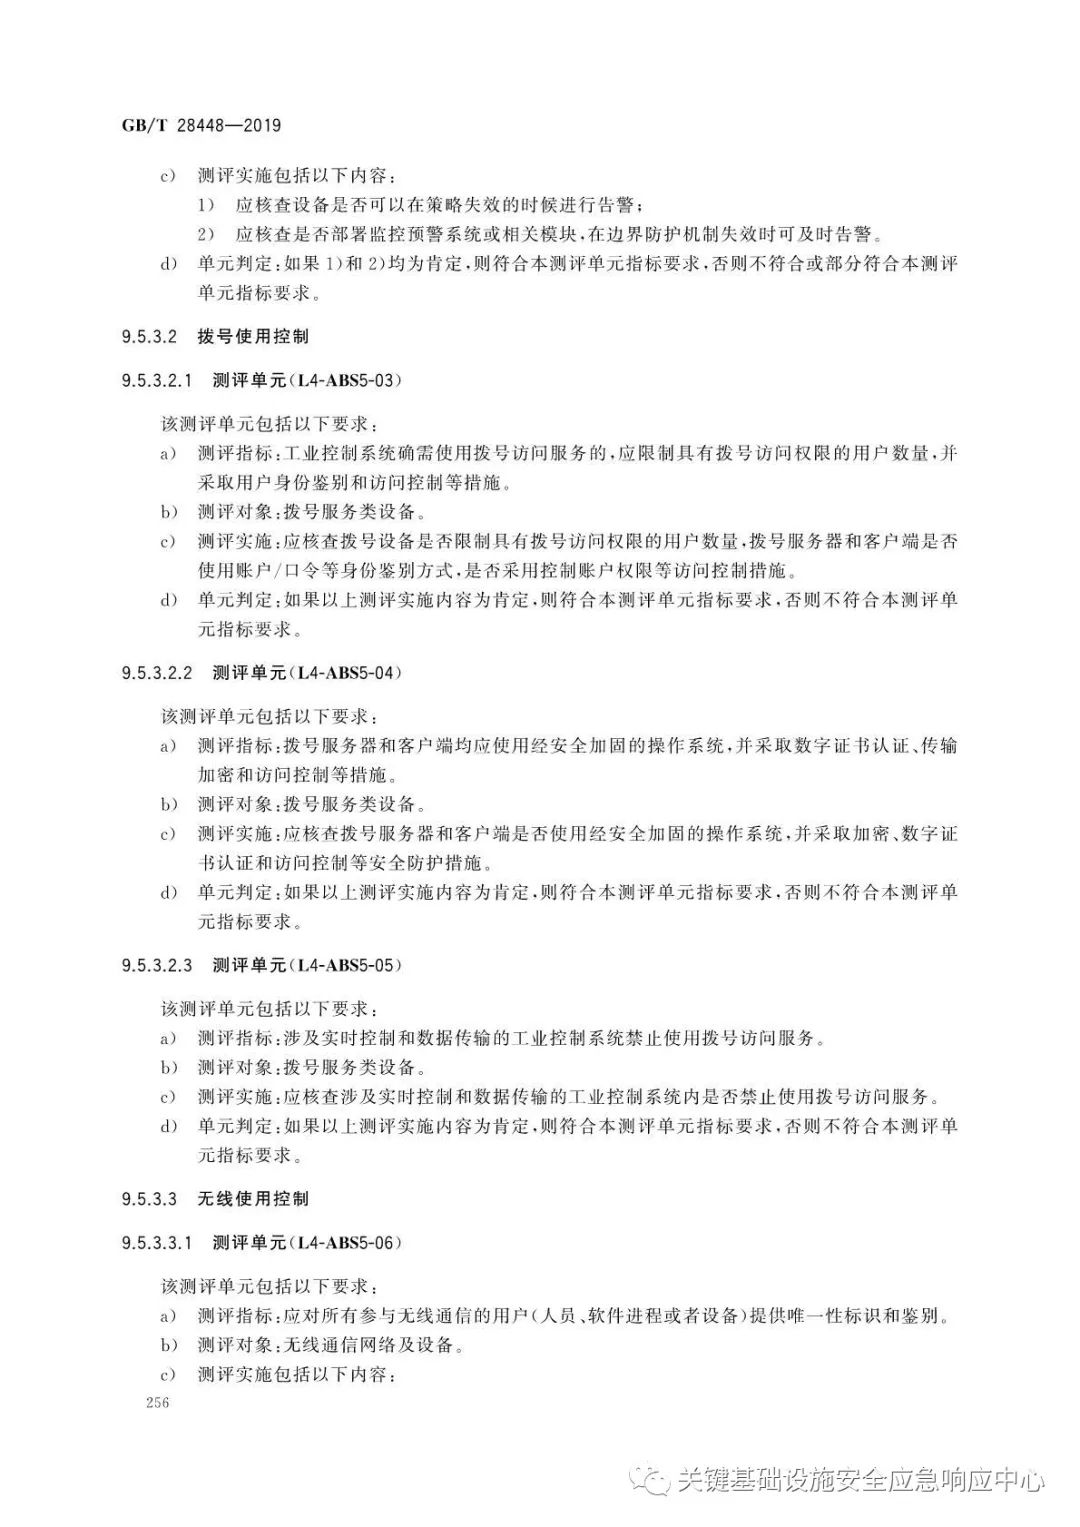 GB/T 28448—2019
c) 测评实施包括以下内容:
1) 应核查设备是否可以在策略失效的时候进行告警;
2) 应核查是否部署监控预警系统或相关模块,在边界防护机制失效时可及时告警。
d) 单元判定:如果1)和2)均为肯定,则符合本测评单元指标要求,否则不符合或部分符合本测评
单元指标要求。
9.5.3.2 拨号使用控制
9.5.3.2.1 测评单元(L4-ABS5-03)
该测评单元包括以下要求:
a) 测评指标:工业控制系统确需使用拨号访问服务的,应限制具有拨号访问权限的用户数量,并
采取用户身份鉴别和访问控制等措施。
b) 测评对象:拨号服务类设备。
c) 测评实施:应核查拨号设备是否限制具有拨号访问权限的用户数量,拨号服务器和客户端是否
使用账户/口令等身份鉴别方式,是否采用控制账户权限等访问控制措施。
d) 单元判定:如果以上测评实施内容为肯定,则符合本测评单元指标要求,否则不符合本测评单
元指标要求。
9.5.3.2.2 测评单元(L4-ABS5-04)
该测评单元包括以下要求:
a) 测评指标:拨号服务器和客户端均应使用经安全加固的操作系统,并采取数字证书认证、传输
加密和访问控制等措施。
b) 测评对象:拨号服务类设备。
c) 测评实施:应核查拨号服务器和客户端是否使用经安全加固的操作系统,并采取加密、数字证
书认证和访问控制等安全防护措施。
d) 单元判定:如果以上测评实施内容为肯定,则符合本测评单元指标要求,否则不符合本测评单
元指标要求。
9.5.3.2.3 测评单元(L4-ABS5-05)
该测评单元包括以下要求:
a) 测评指标:涉及实时控制和数据传输的工业控制系统禁止使用拨号访问服务。
b) 测评对象:拨号服务类设备。
c) 测评实施:应核查涉及实时控制和数据传输的工业控制系统内是否禁止使用拨号访问服务。
d) 单元判定:如果以上测评实施内容为肯定,则符合本测评单元指标要求,否则不符合本测评单
元指标要求。
9.5.3.3 无线使用控制
9.5.3.3.1 测评单元(L4-ABS5-06)
该测评单元包括以下要求:
a) 测评指标:应对所有参与无线通信的用户(人员、软件进程或者设备)提供唯一性标识和鉴别。
b) 测评对象:无线通信网络及设备。
c) 测评实施包括以下内容:
256
关键基础设施安全应急响应中心